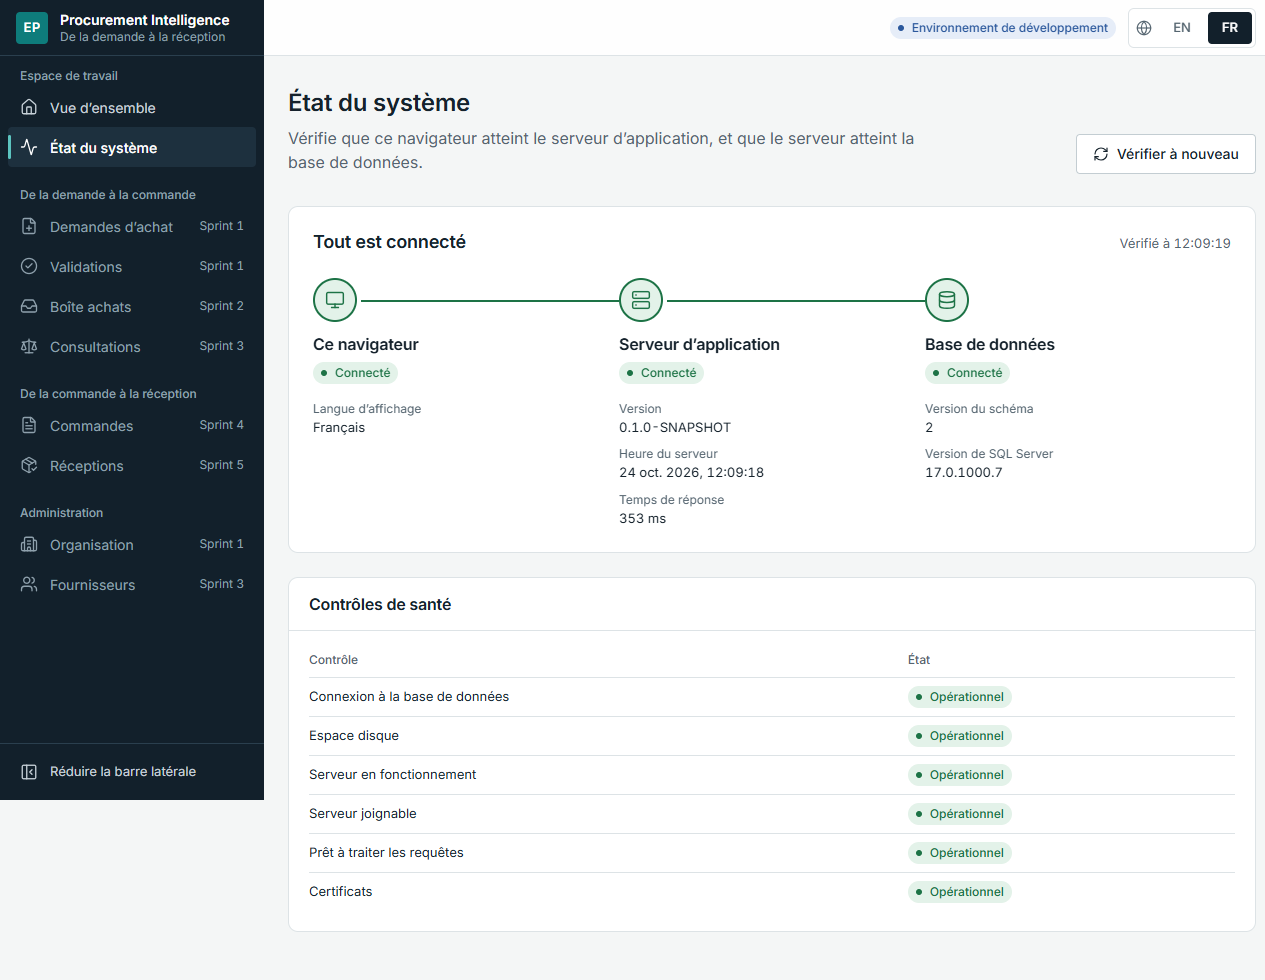 EP
Procurement Intelligence
De la demande à la réception
Environnement de développement
EN
FR
Espace de travail
Vue d’ensemble
État du système
De la demande à la commande
Demandes d’achat Sprint 1
Validations Sprint 1
Boîte achats Sprint 2
Consultations Sprint 3
De la commande à la réception
Commandes Sprint 4
Réceptions Sprint 5
Administration
Organisation Sprint 1
Fournisseurs Sprint 3
Réduire la barre latérale
État du système
Vérifie que ce navigateur atteint le serveur d’application, et que le serveur atteint la
base de données.
Vérifier à nouveau
Tout est connecté
Vérifié à 12:09:19
Ce navigateur
Connecté
Langue d’affichage
Français
Serveur d’application
Connecté
Version
0.1.0-SNAPSHOT
Heure du serveur
24 oct. 2026, 12:09:18
Temps de réponse
353 ms
Base de données
Connecté
Version du schéma
2
Version de SQL Server
17.0.1000.7
Contrôles de santé
Contrôle État
Connexion à la base de données Opérationnel
Espace disque Opérationnel
Serveur en fonctionnement Opérationnel
Serveur joignable Opérationnel
Prêt à traiter les requêtes Opérationnel
Certificats Opérationnel